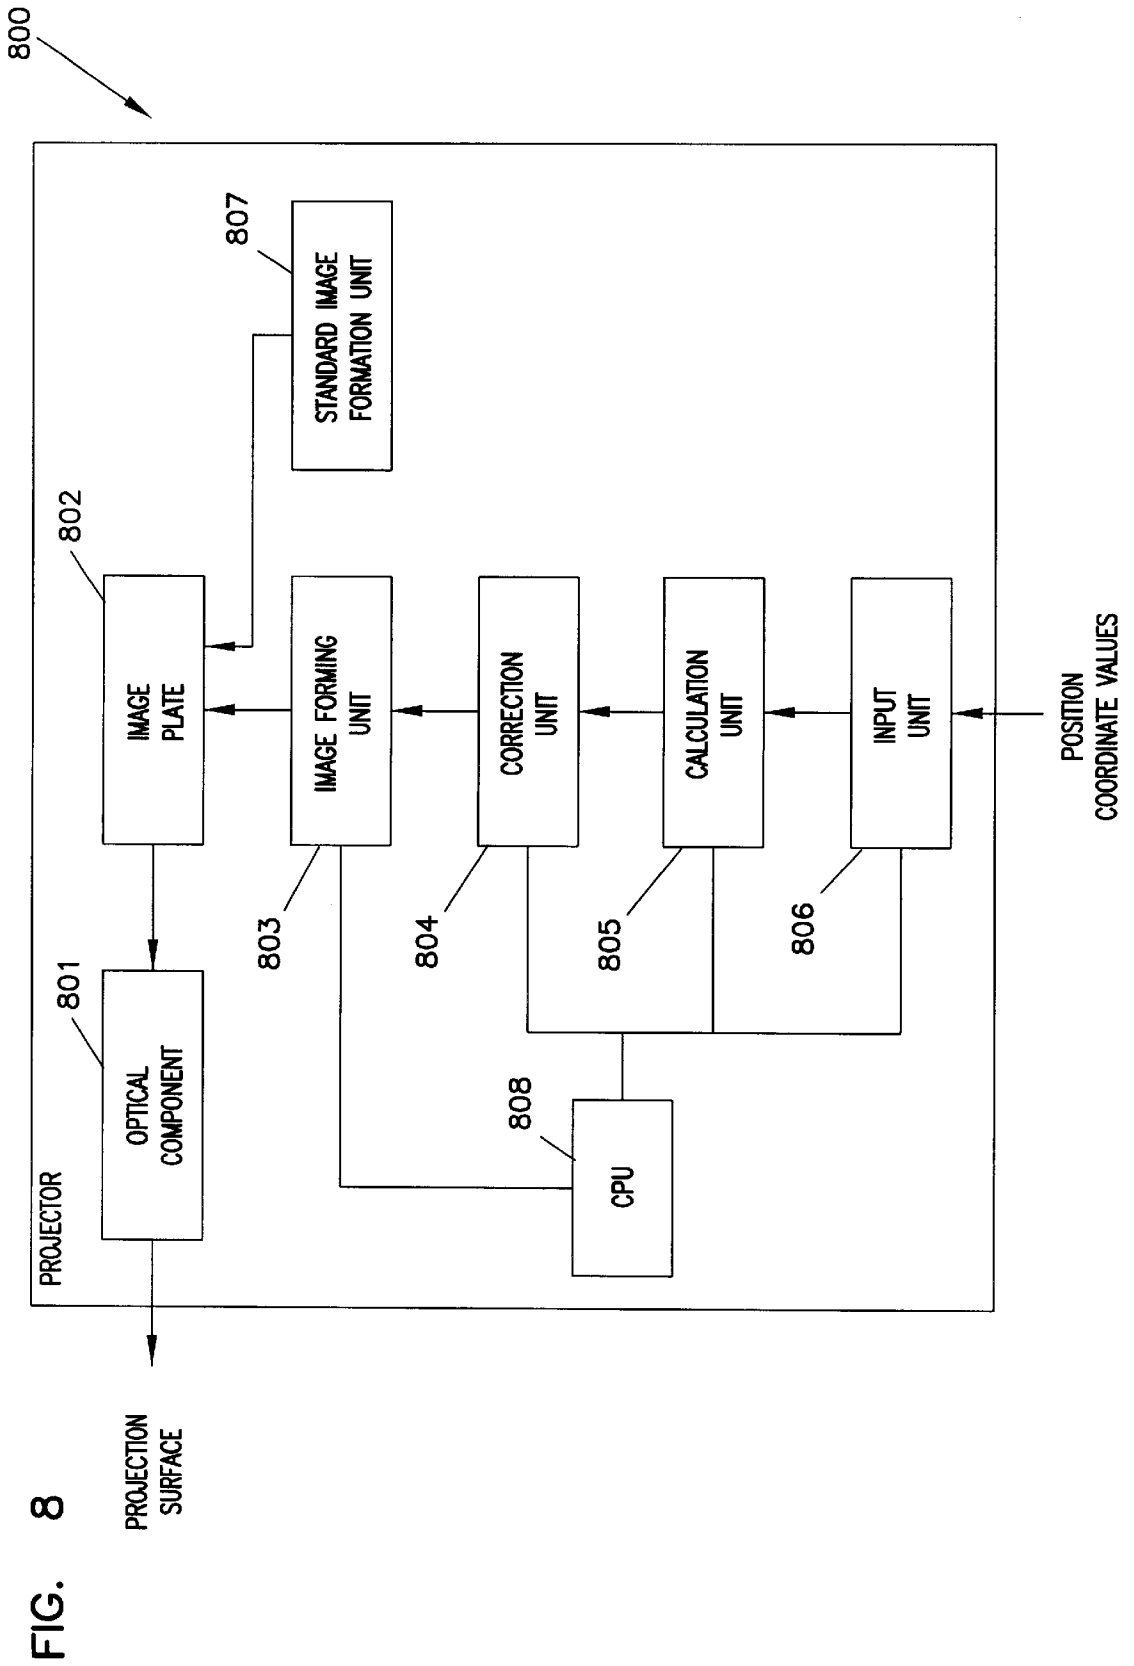 FIG. 8
800
PROJECTOR
PROJECTION
SURFACE
801
OPTICAL
COMPONENT
802
IMAGE
PLATE
807
STANDARD IMAGE
FORMATION UNIT
803
IMAGE FORMING
UNIT
804
CORRECTION
UNIT
808
CPU
805
CALCULATION
UNIT
806
INPUT
UNIT
POSITION
COORDINATE VALUES